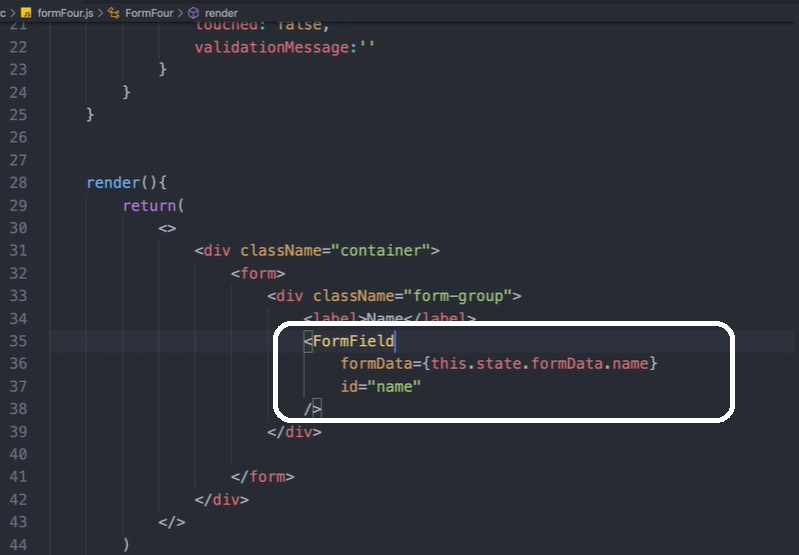 c > formFour.js > FormFour > render
21 touched: false,
22 validationMessage:''
23 }
24 }
25 }
26
27
28 render(){
29 return(
30 <>
31 <div className="container">
32 <form>
33 <div className="form-group">
34 <label>Name</label>
35 <FormField
36 formData={this.state.formData.name}
37 id="name"
38 />
39 </div>
40
41 </form>
42 </div>
43 </>
44 )